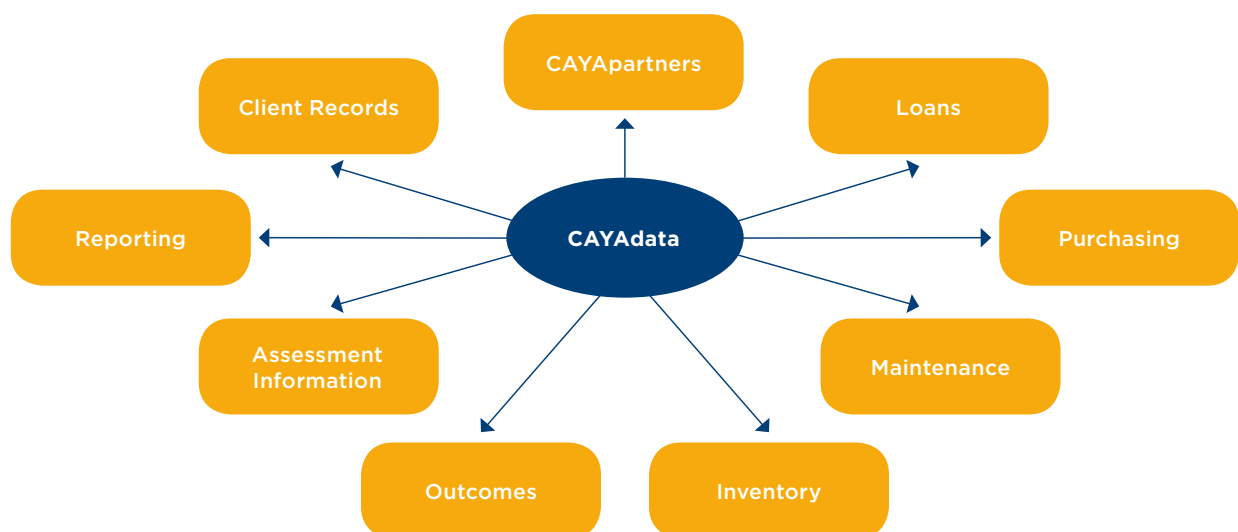 CAYApartners
Client Records
Loans
Reporting
CAYAdata
Purchasing
Assessment
Information
Maintenance
Outcomes
Inventory